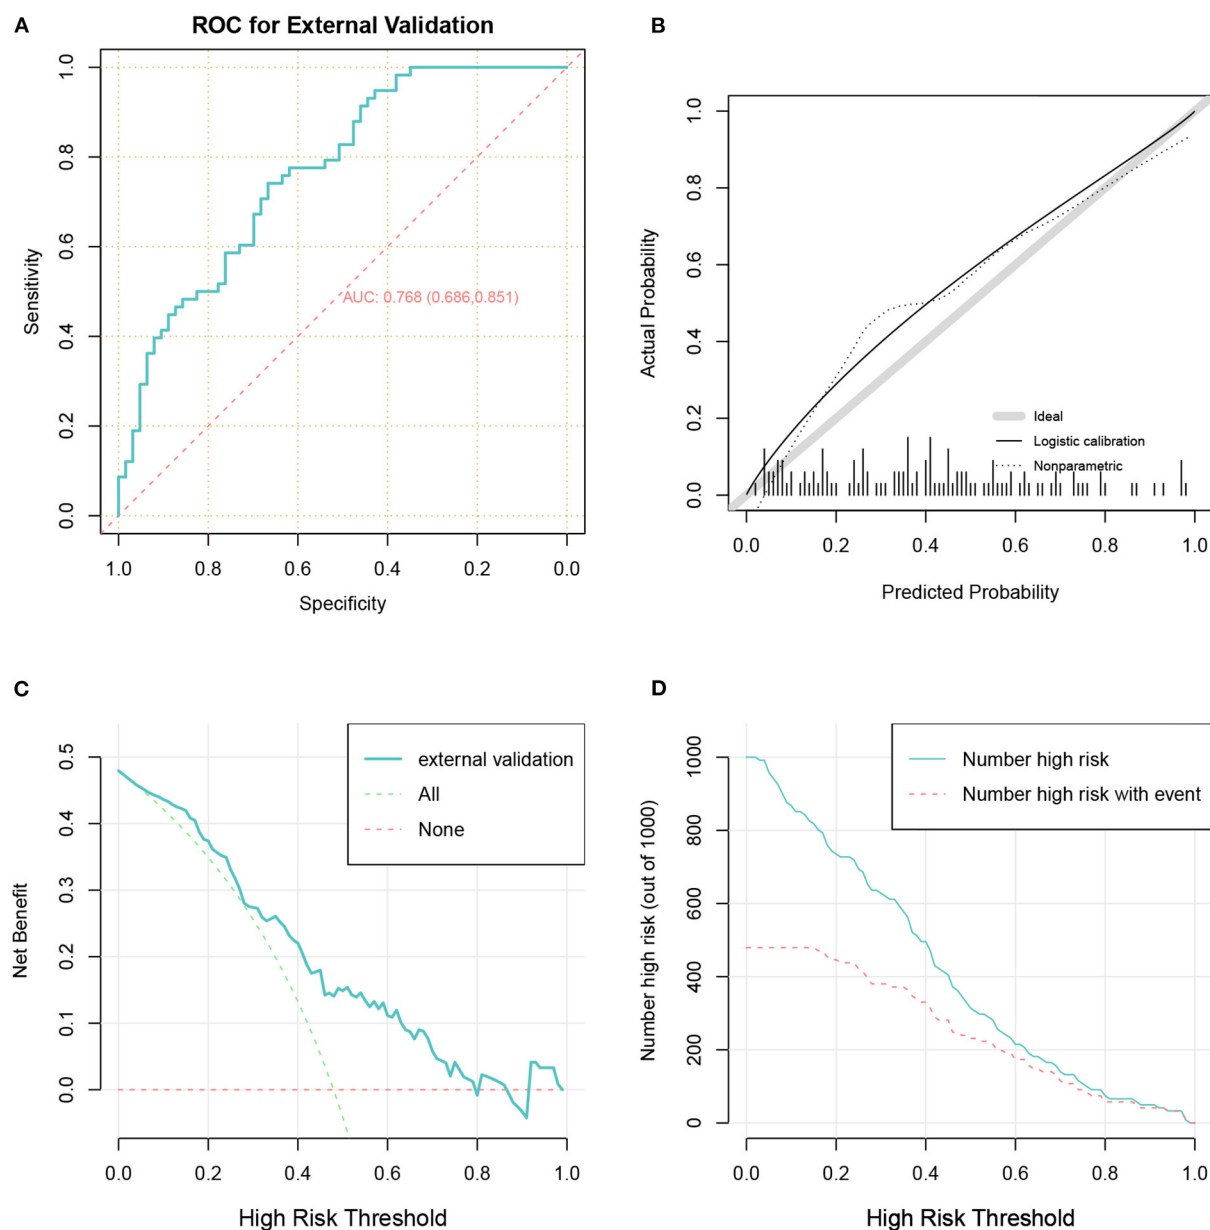 A
ROC for External Validation
1.0
0.8
0.6
0.4
0.2
0.0
Sensitivity
AUC: 0.768 (0.686,0.851)
1.0 0.8 0.6 0.4 0.2 0.0
Specificity
B
1.0
0.8
0.6
0.4
0.2
0.0
Actual Probability
Ideal
Logistic calibration
Nonparametric
0.0 0.2 0.4 0.6 0.8 1.0
Predicted Probability
C
0.5
0.4
0.3
0.2
0.1
0.0
Net Benefit
external validation
All
None
0.0 0.2 0.4 0.6 0.8 1.0
High Risk Threshold
D
1000
800
600
400
200
0
Number high risk (out of 1000)
Number high risk
Number high risk with event
0.0 0.2 0.4 0.6 0.8 1.0
High Risk Threshold